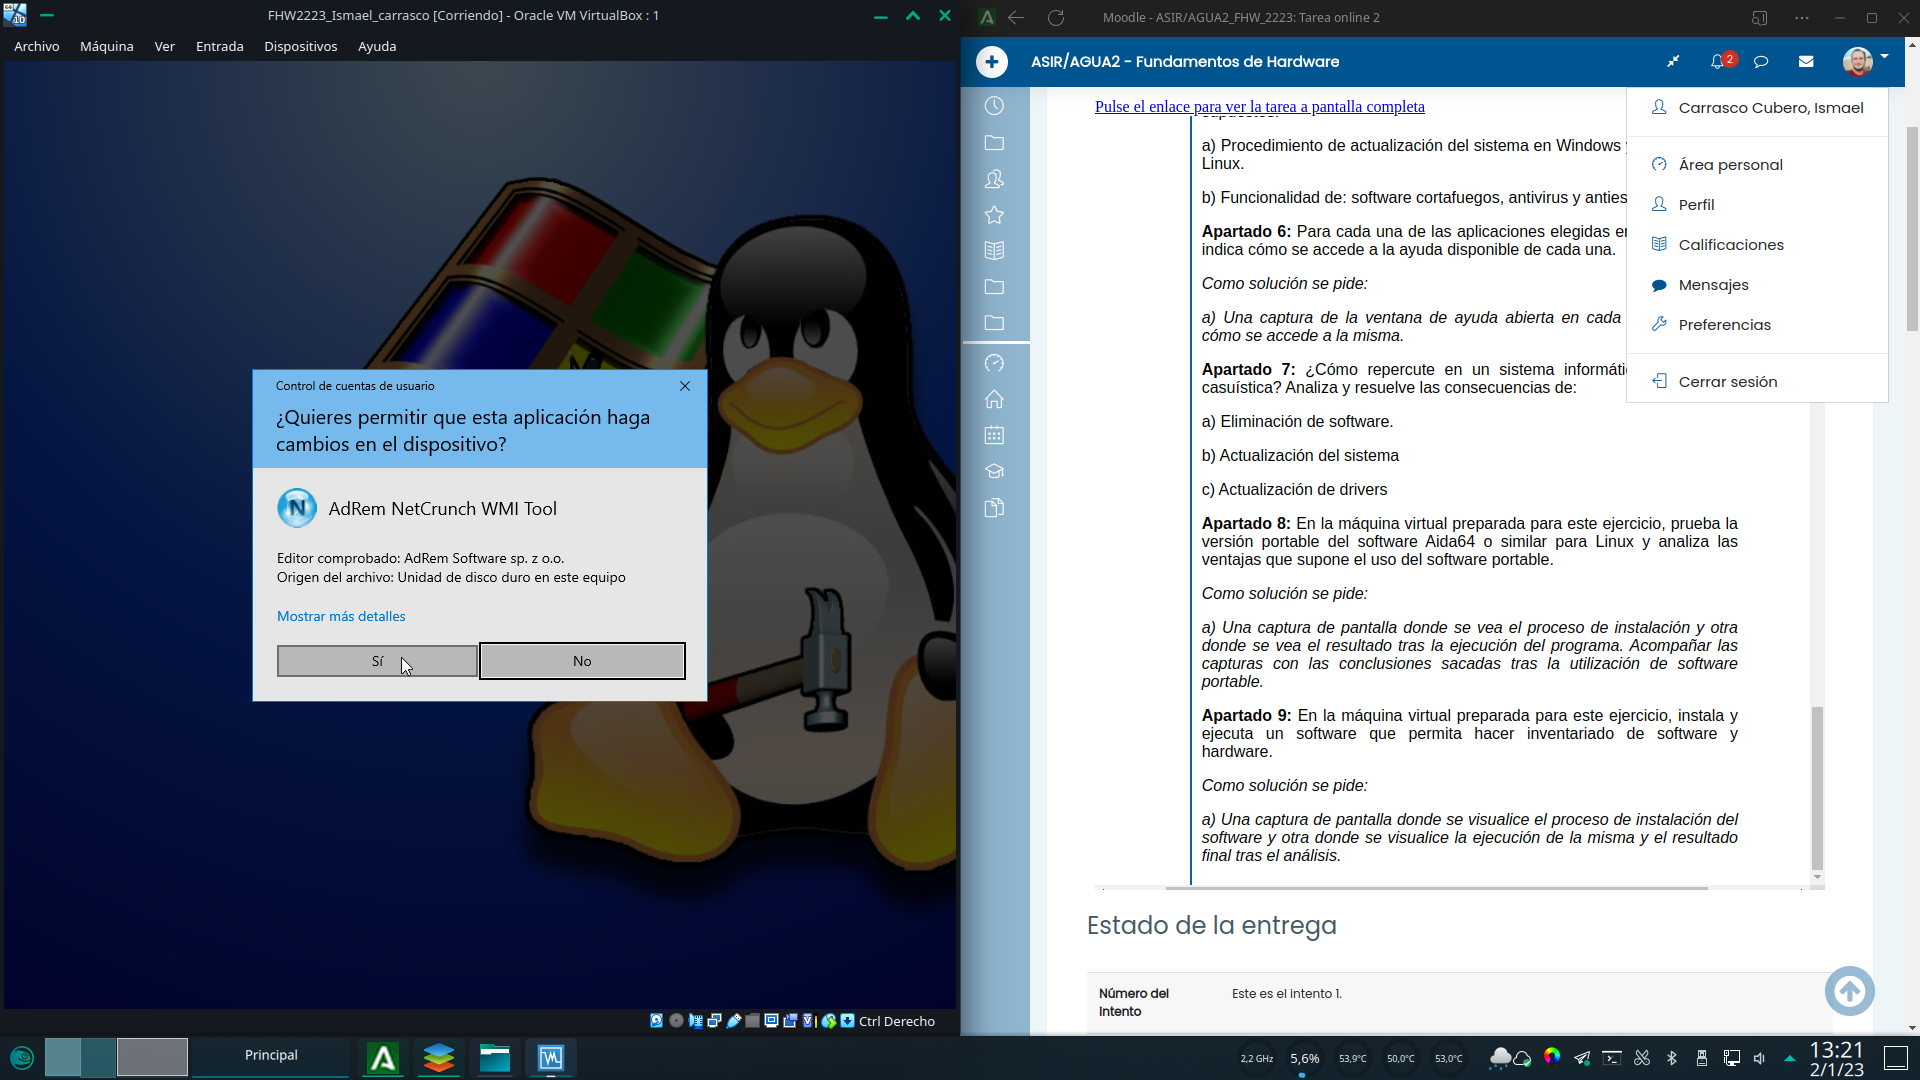 FHW2223_Ismael_carrasco [Corriendo] - Oracle VM VirtualBox : 1
Archivo Máquina Ver Entrada Dispositivos Ayuda
Control de cuentas de usuario
¿Quieres permitir que esta aplicación haga
cambios en el dispositivo?
N
AdRem NetCrunch WMI Tool
Editor comprobado: AdRem Software sp. z o.o.
Origen del archivo: Unidad de disco duro en este equipo
Mostrar más detalles
Sí
No
Ctrl Derecho
Moodle - ASIR/AGUA2_FHW_2223: Tarea online 2
ASIR/AGUA2 - Fundamentos de Hardware
2
Pulse el enlace para ver la tarea a pantalla completa
a) Procedimiento de actualización del sistema en Windows
Linux.
b) Funcionalidad de: software cortafuegos, antivirus y anties
Apartado 6: Para cada una de las aplicaciones elegidas
indica cómo se accede a la ayuda disponible de cada una.
Como solución se pide:
a) Una captura de la ventana de ayuda abierta en cada
cómo se accede a la misma.
Apartado 7: ¿Cómo repercute en un sistema informáti
casuística? Analiza y resuelve las consecuencias de:
a) Eliminación de software.
b) Actualización del sistema
c) Actualización de drivers
Apartado 8: En la máquina virtual preparada para este ejercicio, prueba la
versión portable del software Aida64 o similar para Linux y analiza las
ventajas que supone el uso del software portable.
Como solución se pide:
a) Una captura de pantalla donde se vea el proceso de instalación y otra
donde se vea el resultado tras la ejecución del programa. Acompañar las
capturas con las conclusiones sacadas tras la utilización de software
portable.
Apartado 9: En la máquina virtual preparada para este ejercicio, instala y
ejecuta un software que permita hacer inventariado de software y
hardware.
Como solución se pide:
a) Una captura de pantalla donde se visualice el proceso de instalación del
software y otra donde se visualice la ejecución de la misma y el resultado
final tras el análisis.
Carrasco Cubero, Ismael
Área personal
Perfil
Calificaciones
Mensajes
Preferencias
Cerrar sesión
Estado de la entrega
Número del
Intento
Este es el intento 1.
Principal
2,2 GHz
5,6%
53,9°C
50,0°C
53,0°C
13:21
2/1/23